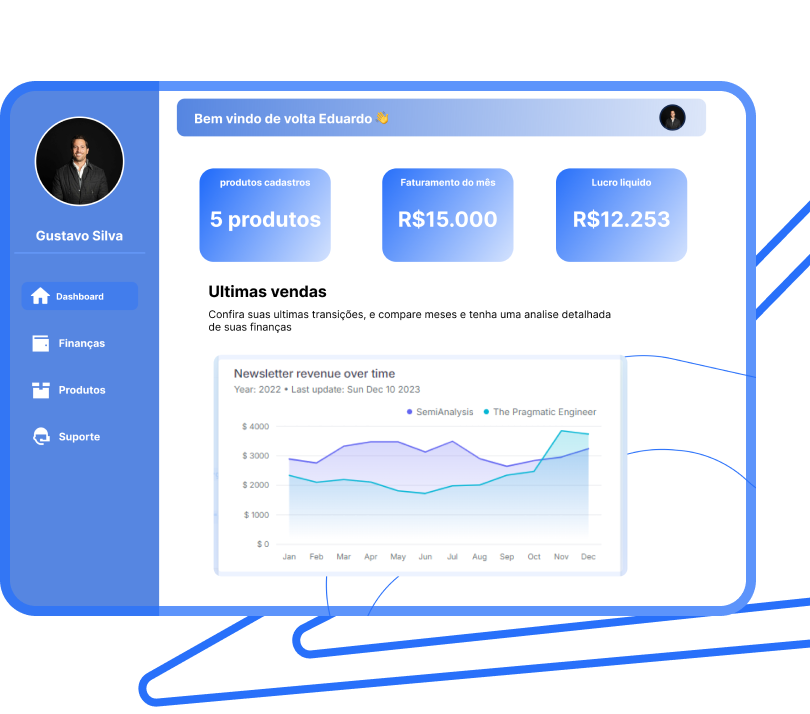 Bem vindo de volta Eduardo 👋
Gustavo Silva
Dashboard
Finanças
Produtos
Suporte
produtos cadastros
5 produtos
Faturamento do mês
R$15.000
Lucro liquido
R$12.253
Ultimas vendas
Confira suas ultimas transições, e compare meses e tenha uma analise detalhada
de suas finanças
Newsletter revenue over time
Year: 2022 • Last update: Sun Dec 10 2023
SemiAnalysis The Pragmatic Engineer
$ 4000
$ 3000
$ 2000
$ 1000
$ 0
Jan Feb Mar Apr May Jun Jul Aug Sep Oct Nov Dec